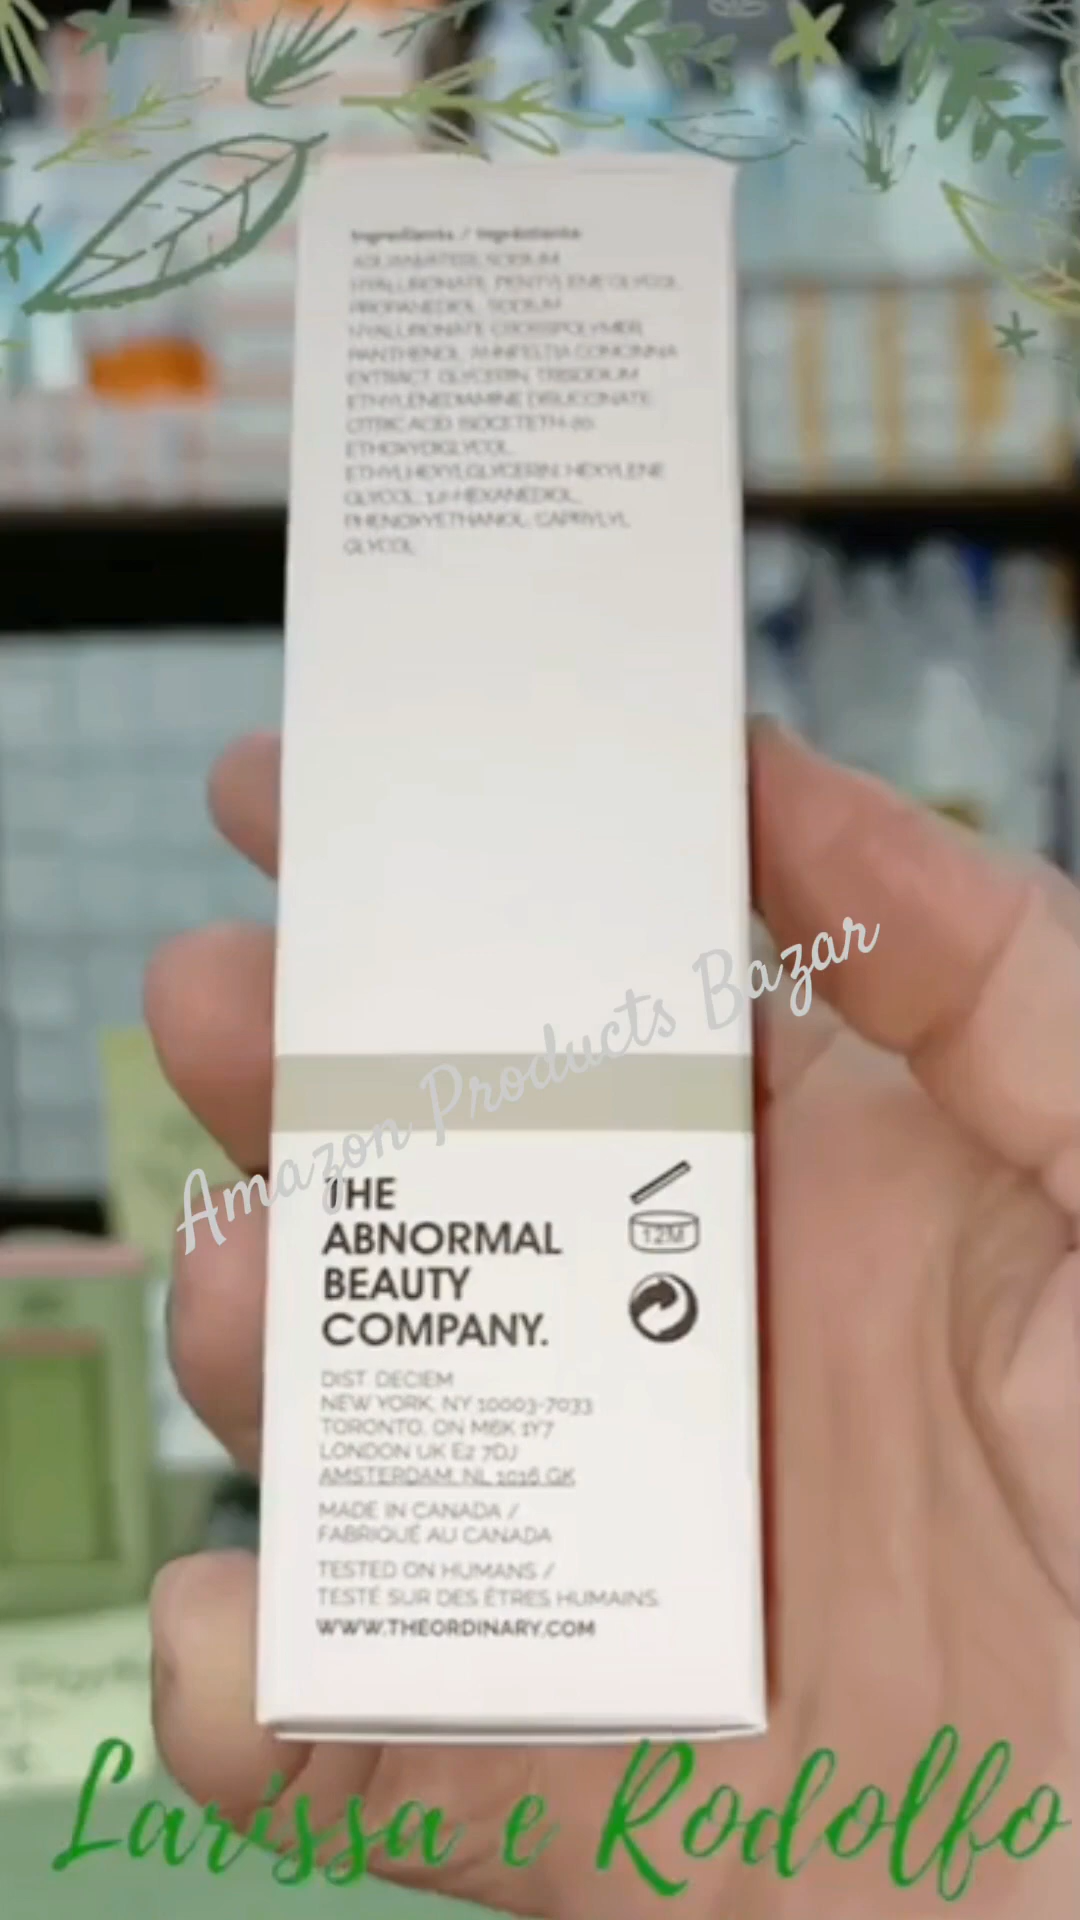 Ingredients / Ingrédients:
AQUA/WATER, SODIUM
HYALURONATE, PENTYLENE GLYCOL,
PROPANEDIOL, SODIUM
HYALURONATE CROSSPOLYMER,
PANTHENOL, AHNFELTIA CONCINNA
EXTRACT, GLYCERIN, TRISODIUM
ETHYLENEDIAMINE DISUCCINATE,
CITRIC ACID, ISOCETETH-20,
ETHOXYDIGLYCOL,
ETHYLHEXYLGLYCERIN, HEXYLENE
GLYCOL, 1,2-HEXANEDIOL,
PHENOXYETHANOL, CAPRYLYL
GLYCOL.
Amazon Products Bazar
THE
ABNORMAL
BEAUTY
COMPANY.
12M
DIST. DECIEM
NEW YORK, NY 10003-7033
TORONTO, ON M6K 1Y7
LONDON UK E2 7DJ
AMSTERDAM, NL 1016 GK
MADE IN CANADA /
FABRIQUÉ AU CANADA
TESTED ON HUMANS /
TESTÉ SUR DES ÊTRES HUMAINS.
WWW.THEORDINARY.COM
Larissa e Rodolfo